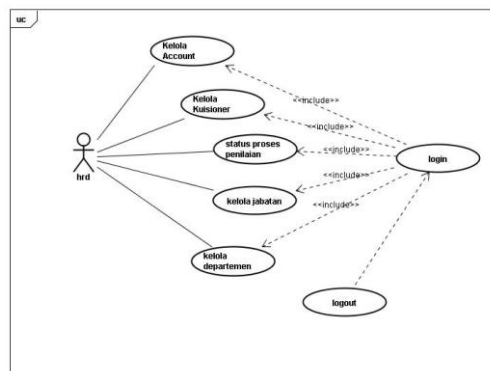 uc
Kelola
Account
<<include>>
Kelola
Kuisioner
<<include>>
status proses
penilaian
<<include>>
login
hrd
<<include>>
kelola jabatan
<<include>>
kelola
departemen
logout